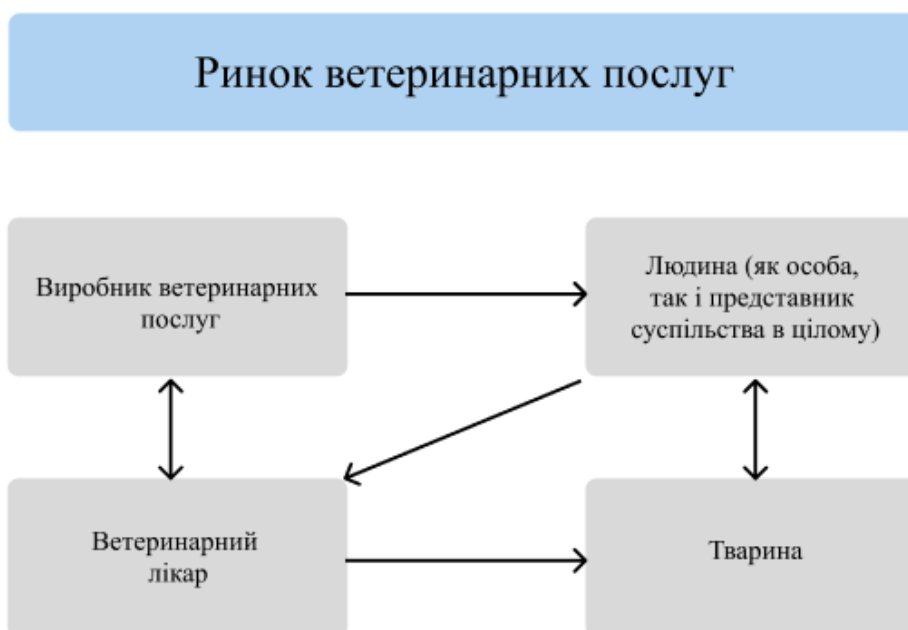 Ринок ветеринарних послуг
Виробник ветеринарних
послуг
Людина (як особа,
так і представник
суспільства в цілому)
Ветеринарний
лікар
Тварина